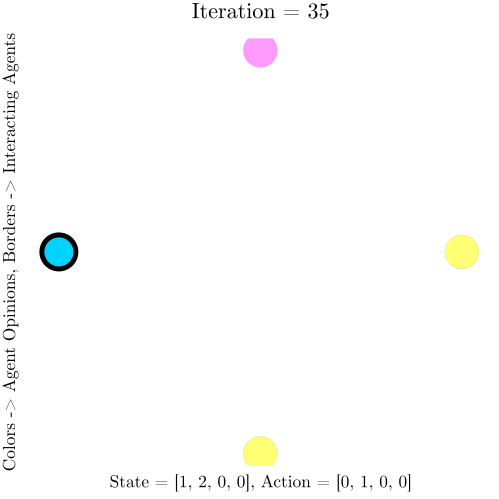 Iteration = 35
Colors -> Agent Opinions, Borders -> Interacting Agents
State = [1, 2, 0, 0], Action = [0, 1, 0, 0]